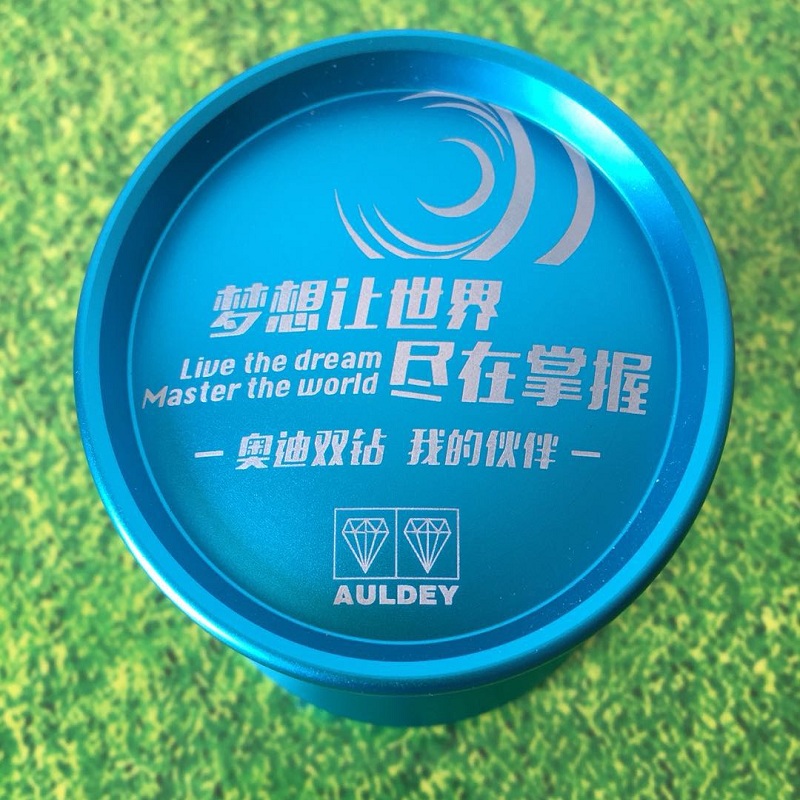 梦想让世界
Live the dream
Master the world
尽在掌握
奥迪双钻 我的伙伴
AULDEY